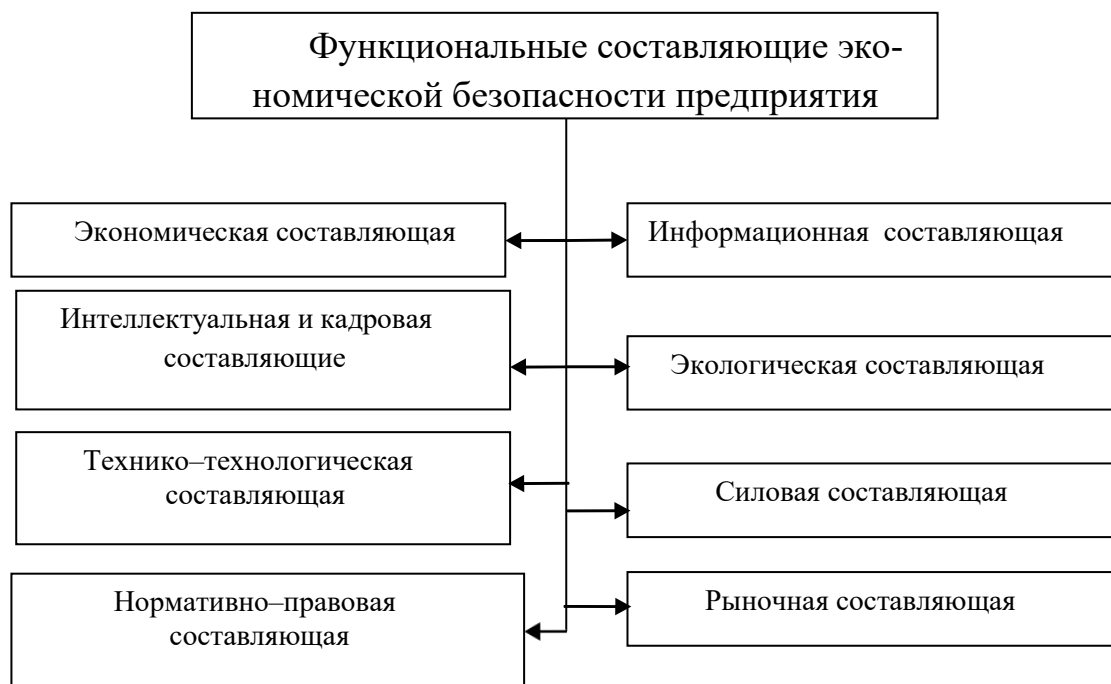 Функциональные составляющие эко-
номической безопасности предприятия
Экономическая составляющая
Информационная составляющая
Интеллектуальная и кадровая
составляющие
Экологическая составляющая
Технико–технологическая
составляющая
Силовая составляющая
Нормативно–правовая
составляющая
Рыночная составляющая